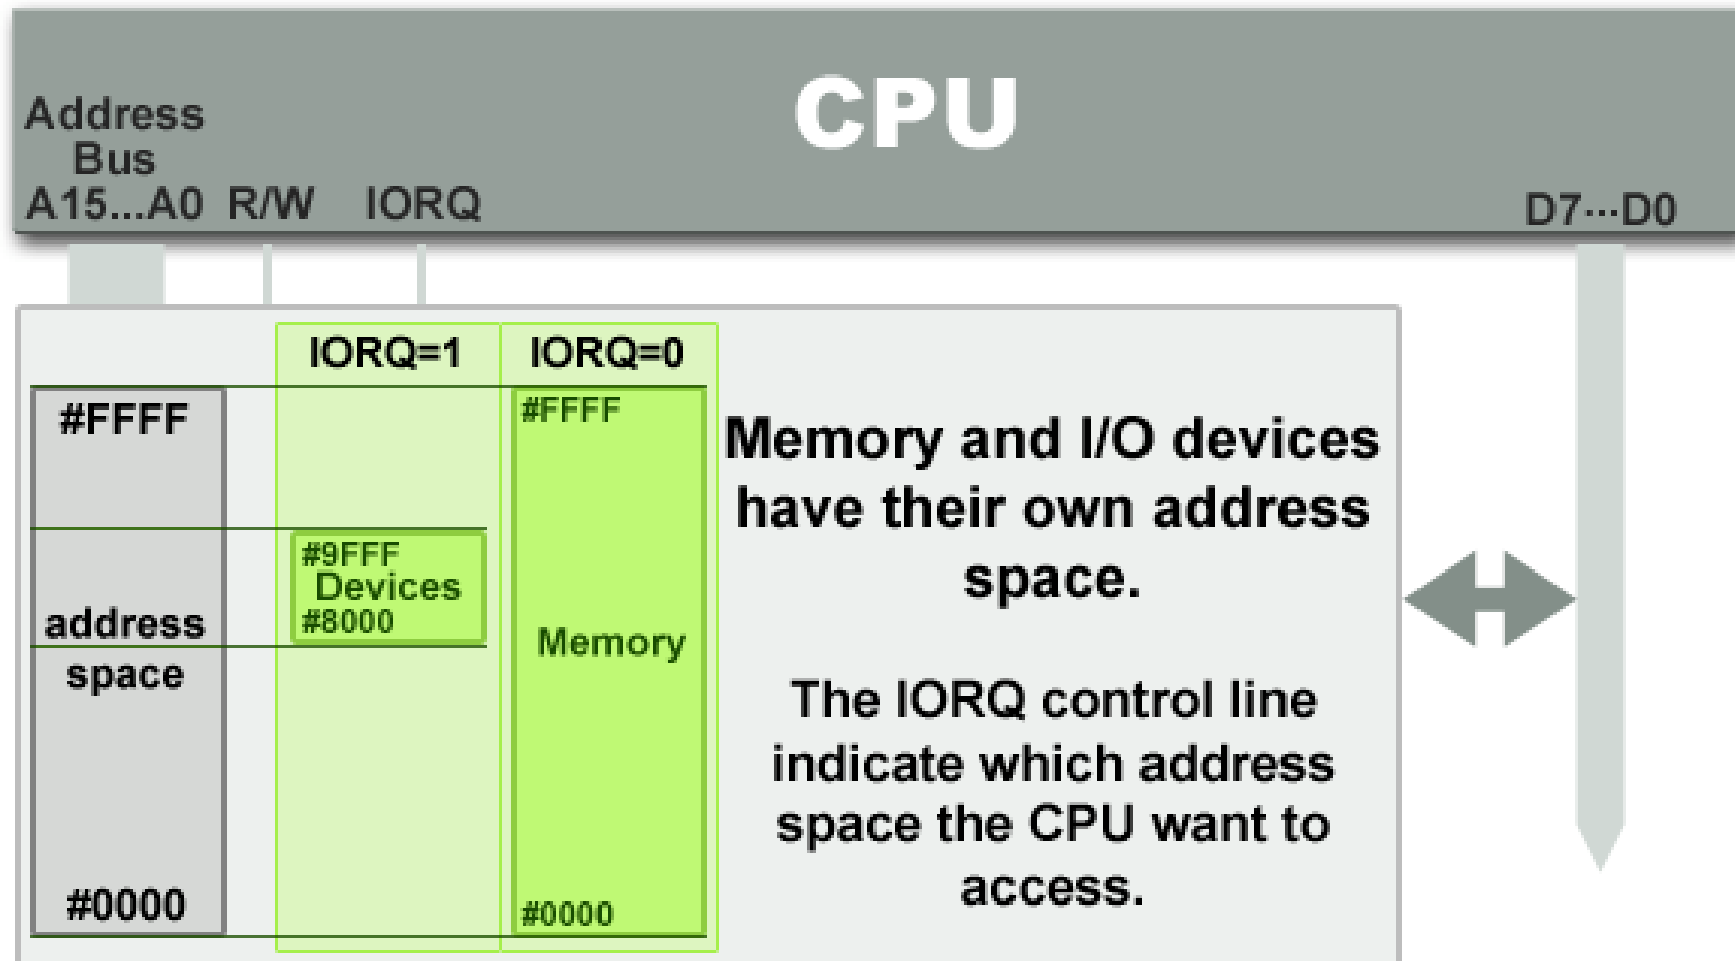 CPU
Address
Bus
A15...A0 R/W IORQ
D7...D0
IORQ=1 IORQ=0
#FFFF
#FFFF
#9FFF
Devices
#8000
address
space
Memory
#0000
#0000
Memory and I/O devices
have their own address
space.
The IORQ control line
indicate which address
space the CPU want to
access.